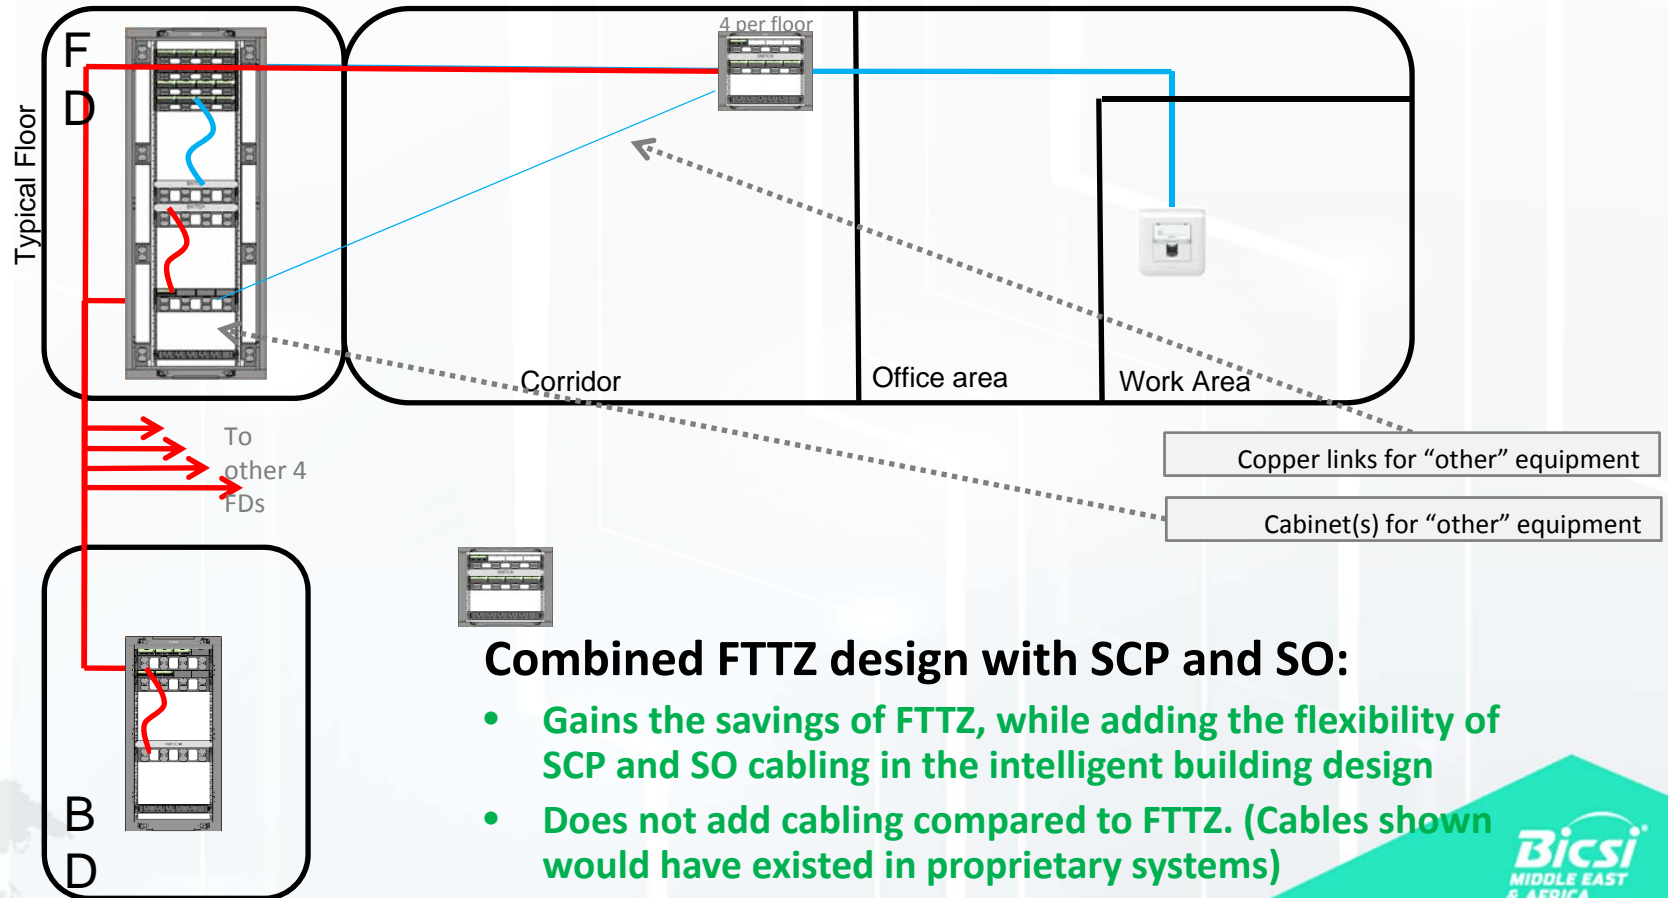 4 per floor
F
D
Typical Floor
SWITCH
Corridor
Office area
Work Area
To
other 4
FDs
Copper links for “other” equipment
Cabinet(s) for “other” equipment
SWITCH
Combined FTTZ design with SCP and SO:
• Gains the savings of FTTZ, while adding the flexibility of
SCP and SO cabling in the intelligent building design
• Does not add cabling compared to FTTZ. (Cables shown
would have existed in proprietary systems)
B
D
Bicsi
MIDDLE EAST
& AFRICA